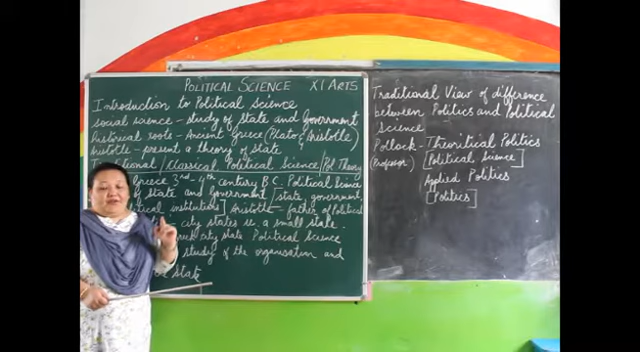 POLITICAL SCIENCE XI ARTS
Introduction to Political science
social science - study of State and Government
historical roots - Ancient Greece (Plato & Aristotle)
Aristotle - present a theory of State
Traditional / Classical Political Science / Pol Theory
Greece 3rd - 4th century B.C. Political Science
of State and Government / state, government,
political institutions] Aristotle - father of Political
- city states ie a small state.
city state Political Science
study of the organisation and
State
Traditional View of difference
between Politics and Political
Science
Pollock - Theoritical Politics
(Professor) [Political Science]
Applied Politics
[Politics]